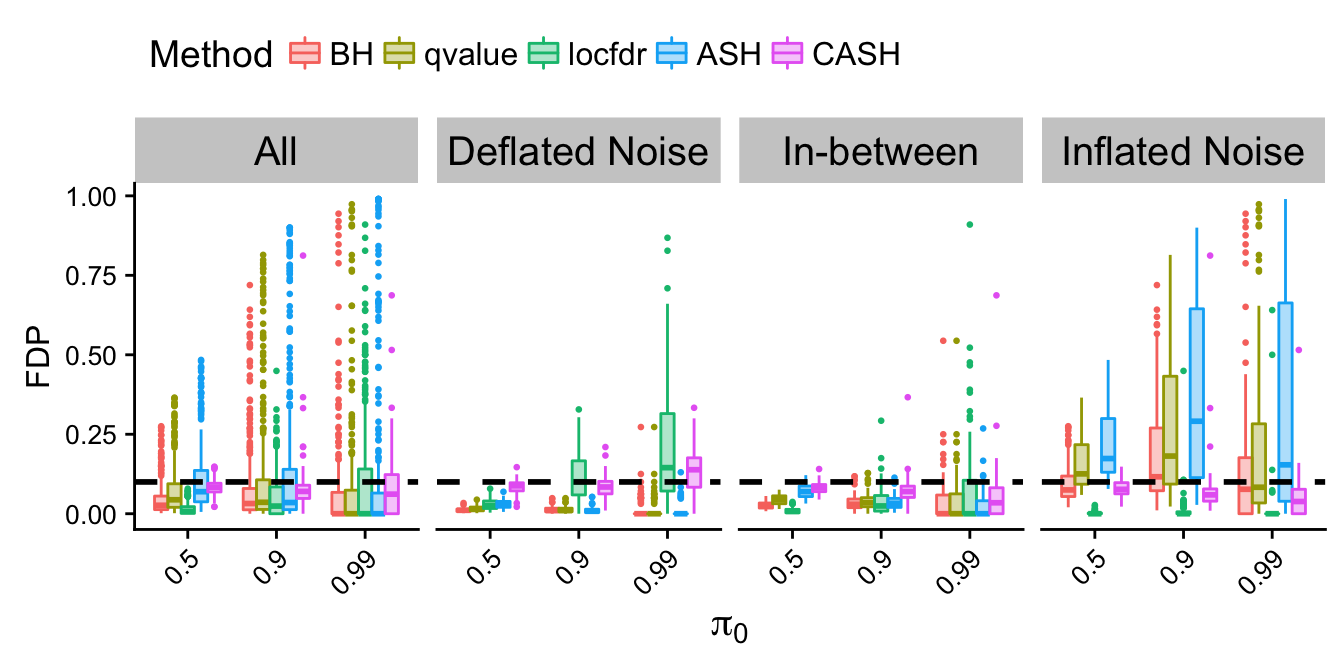 Method BH qvalue locfdr ASH CASH
All Deflated Noise In-between Inflated Noise
1.00
0.75
0.50
0.25
0.00
FDP
0.5 0.9 0.99 0.5 0.9 0.99 0.5 0.9 0.99 0.5 0.9 0.99
π0